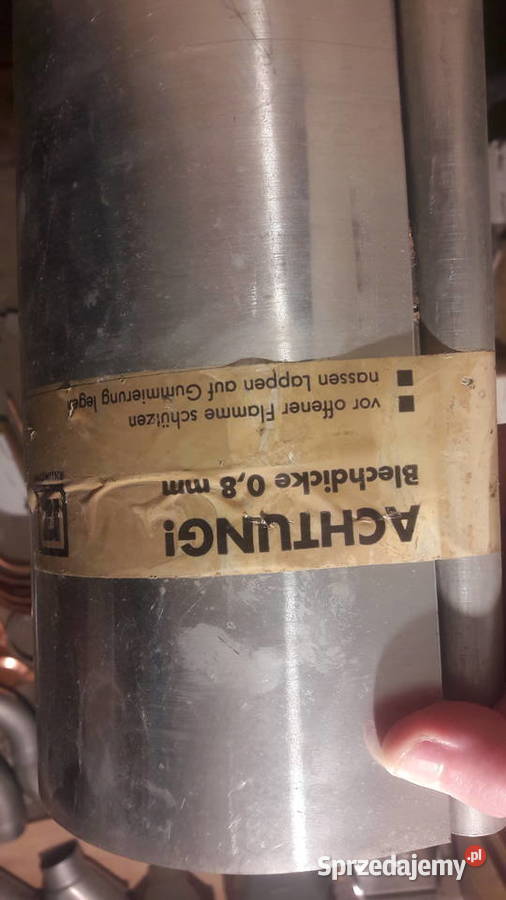 ACHTUNG!
Blechdicke 0,8 mm
■ vor offener Flamme schützen
■ nassen Lappen auf Gummierung legen
Sprzedajemy.pl